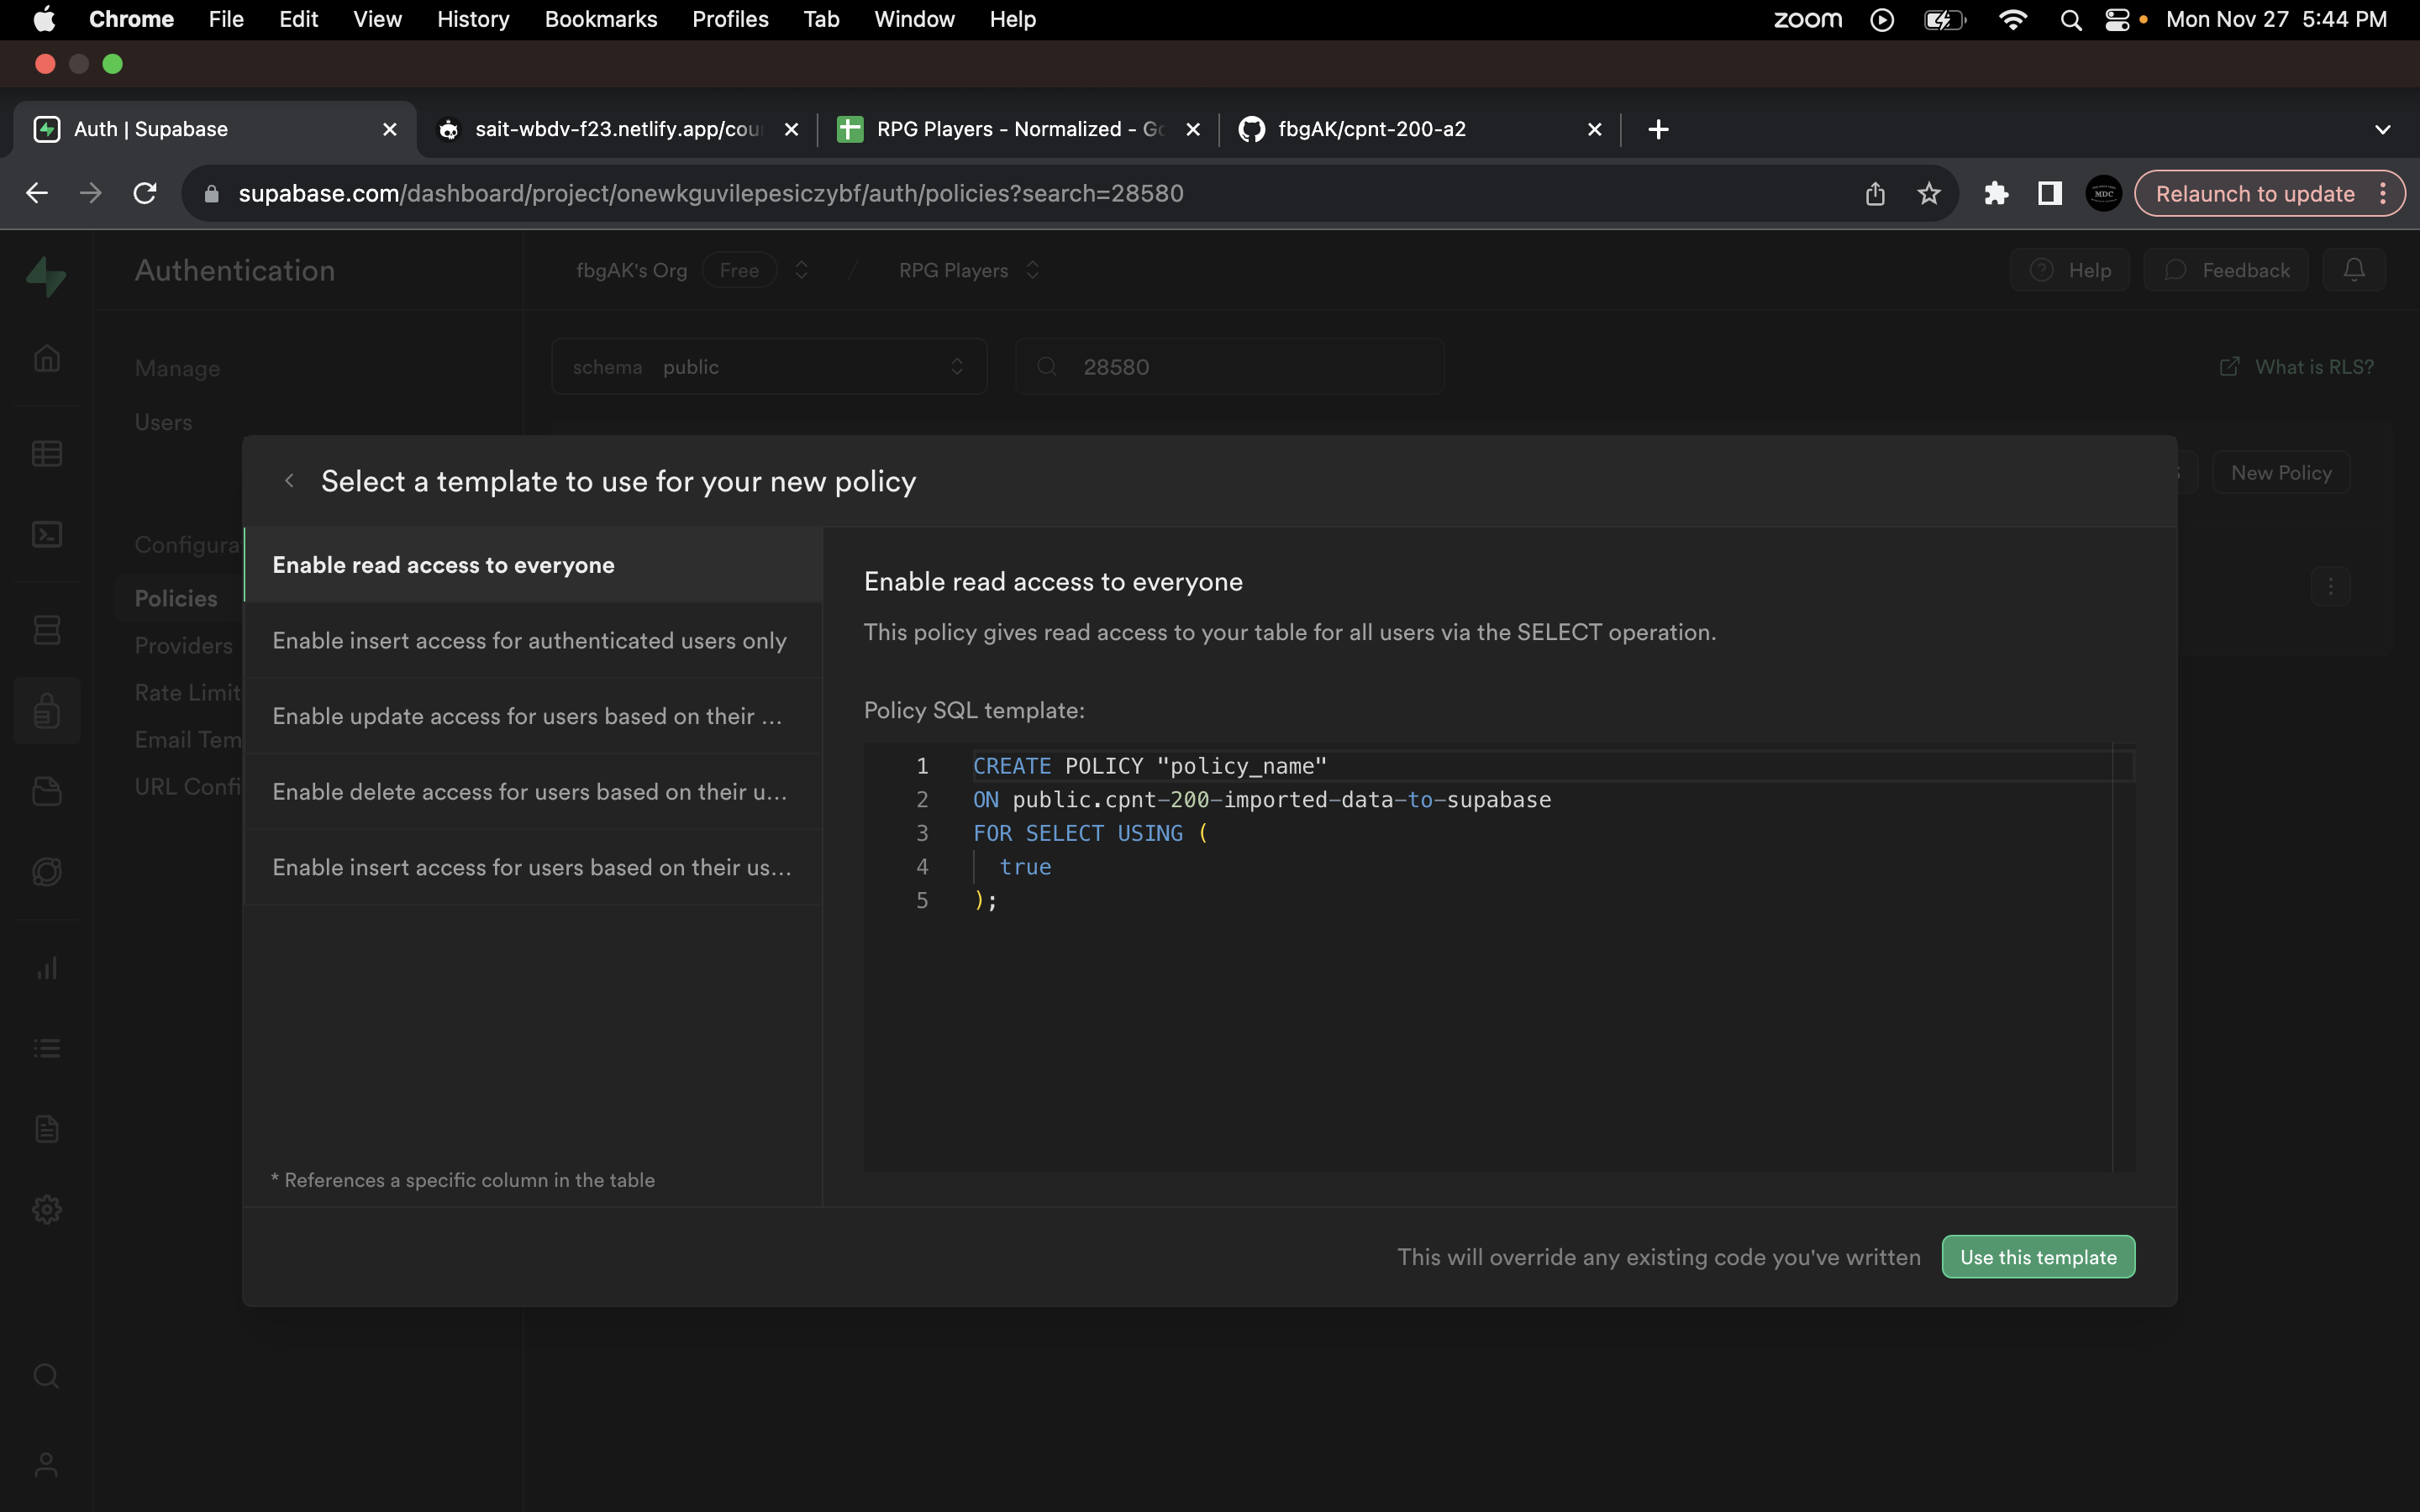 Chrome File Edit View History Bookmarks Profiles Tab Window Help zoom Mon Nov 27 5:44 PM
Auth | Supabase sait-wbdv-f23.netlify.app/cou RPG Players - Normalized - Go fbgAK/cpnt-200-a2
supabase.com/dashboard/project/onewkguvilepesiczybf/auth/policies?search=28580 MDC Relaunch to update
Authentication fbgAK's Org Free / RPG Players Help Feedback
Manage schema public 28580 What is RLS?
Users
Select a template to use for your new policy New Policy
Configura
Policies
Providers
Rate Limit
Email Tem
URL Confi
Enable read access to everyone
Enable insert access for authenticated users only
Enable update access for users based on their ...
Enable delete access for users based on their u...
Enable insert access for users based on their us...
* References a specific column in the table
Enable read access to everyone
This policy gives read access to your table for all users via the SELECT operation.
Policy SQL template:
1 CREATE POLICY "policy_name"
2 ON public.cpnt-200-imported-data-to-supabase
3 FOR SELECT USING (
4 true
5 );
This will override any existing code you've written Use this template